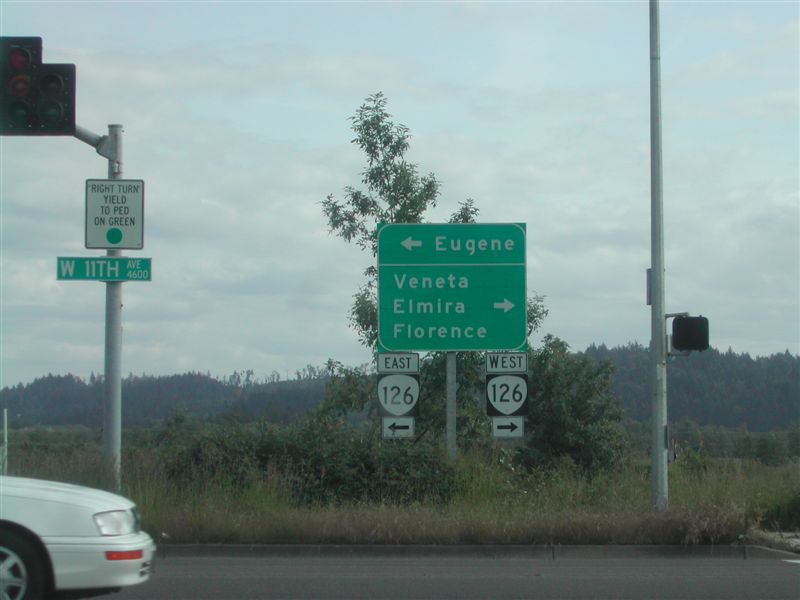 "RIGHT TURN"
YIELD
TO PED
ON GREEN
W 11TH AVE 4600
Eugene
Veneta
Elmira
Florence
EAST
126
WEST
126